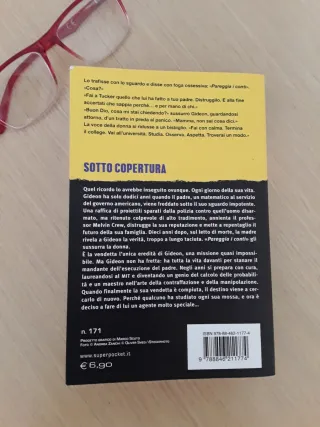 Lo trafisse con lo sguardo e disse con foga ossessiva: «Pareggia i conti».
«Cosa?»
«Fai a Tucker quello che lui ha fatto a tuo padre. Distruggilo. E alla fine
accertati che sappia perché... e per mano di chi.»
«Buon Dio, cosa mi stai chiedendo?» sussurrò Gideon, guardandosi
attorno, d'un tratto in preda al panico. «Mamma, non sai cosa dici.»
La voce della donna si ridusse a un bisbiglio. «Fai con calma. Termina
il college. Vai all'università. Studia. Osserva. Aspetta. Troverai un modo.»
SOTTO COPERTURA
Quel ricordo lo avrebbe inseguito ovunque. Ogni giorno della sua vita.
Gideon ha solo dodici anni quando il padre, un matematico al servizio
del governo americano, viene freddato sotto il suo sguardo impotente.
Una raffica di proiettili sparati dalla polizia contro quell'uomo disar-
mato, ma ritenuto colpevole di alto tradimento, annienta il profes-
sor Melvin Crew, distrugge la sua reputazione e mette a repentaglio il
futuro della sua famiglia. Dieci anni dopo, sul letto di morte, la madre
rivela a Gideon la verità, troppo a lungo taciuta. «Pareggia i conti» gli
sussurra la donna.
È la vendetta l'unica eredità di Gideon, una missione quasi impossi-
bile. Ma Gideon non ha fretta: ha tutta la vita davanti per stanare il
mandante dell'esecuzione del padre. Negli anni si prepara con cura,
laureandosi al MIT e diventando un genio del calcolo delle probabili-
tà e un maestro nell'arte della contraffazione e della manipolazione.
Quando finalmente la sua vendetta è compiuta, il destino viene a cer-
carlo di nuovo. Perché qualcuno ha studiato ogni sua mossa, e ora è
deciso a fare di lui un agente molto speciale...
n. 171
www.superpocket.it
€ 6,90
ISBN 978-88-462-1177-4
9 788846 211774